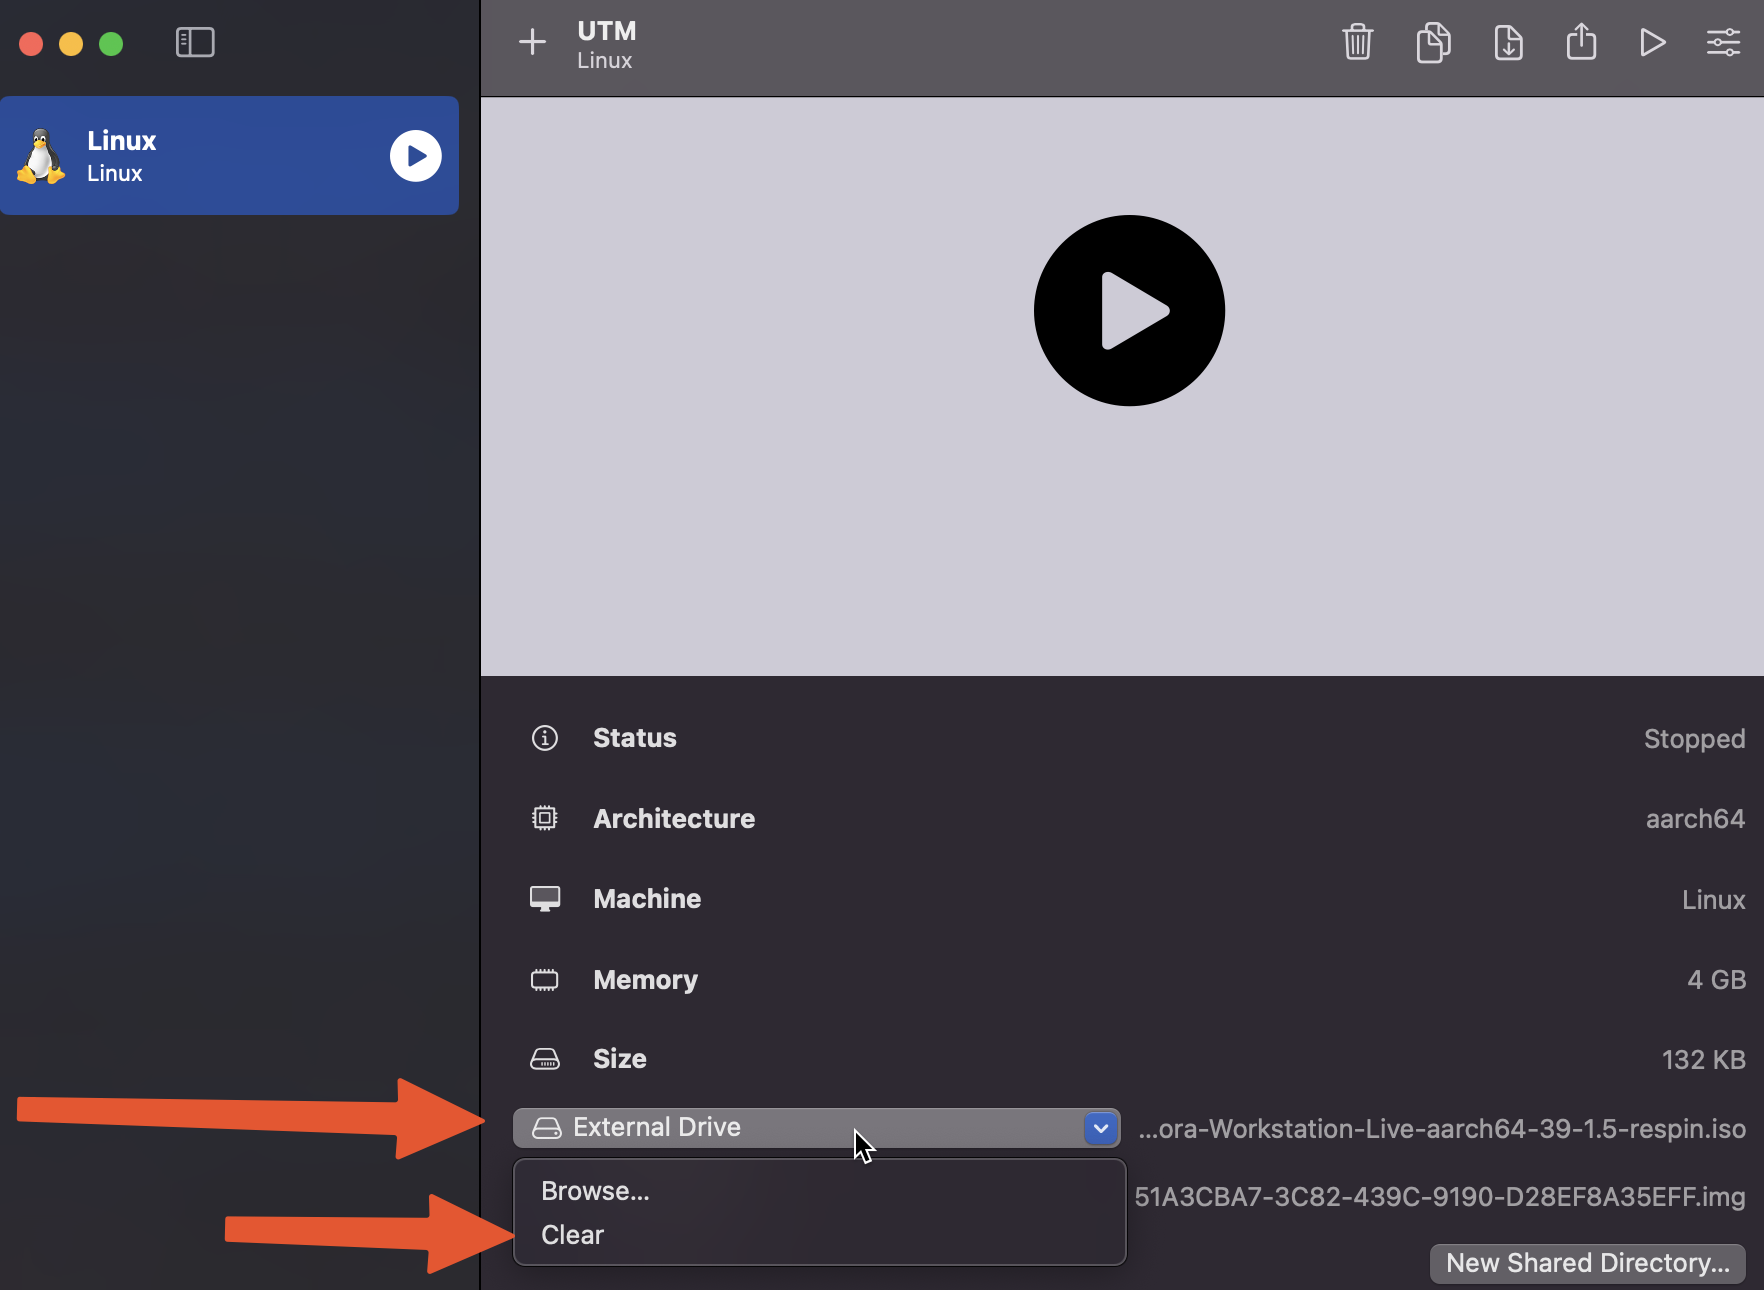 UTM
Linux
Linux
Linux
Status
Stopped
Architecture
aarch64
Machine
Linux
Memory
4 GB
Size
132 KB
External Drive
...ora-Workstation-Live-aarch64-39-1.5-respin.iso
Browse...
51A3CBA7-3C82-439C-9190-D28EF8A35EFF.img
Clear
New Shared Directory...